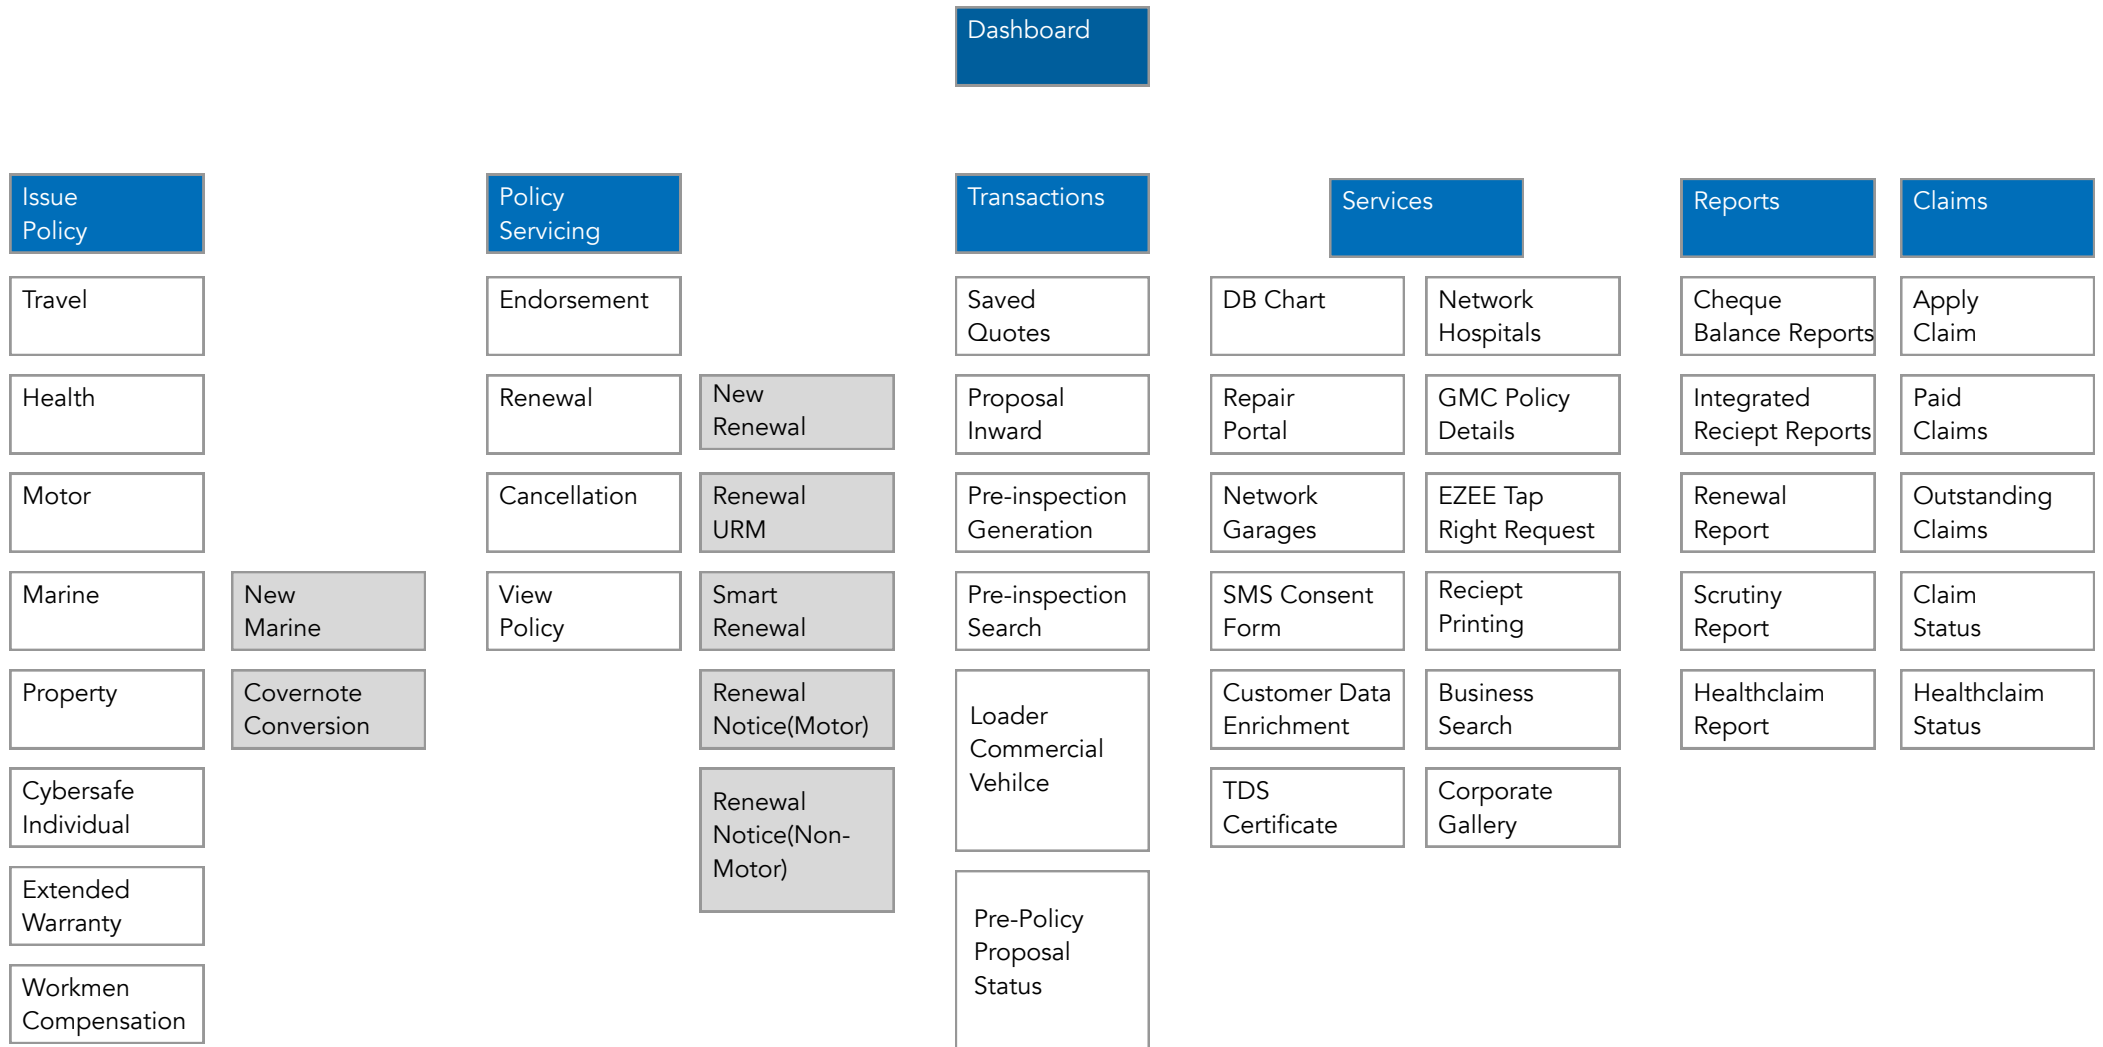 Dashboard
Issue
Policy
Travel
Health
Motor
Marine
New
Marine
Property
Covernote
Conversion
Cybersafe
Individual
Extended
Warranty
Workmen
Compensation
Policy
Servicing
Endorsement
Renewal
Cancellation
View
Policy
New
Renewal
Renewal
URM
Smart
Renewal
Renewal
Notice(Motor)
Renewal
Notice(Non-
Motor)
Transactions
Saved
Quotes
Proposal
Inward
Pre-inspection
Generation
Pre-inspection
Search
Loader
Commercial
Vehilce
Pre-Policy
Proposal
Status
Services
DB Chart
Repair
Portal
Network
Garages
SMS Consent
Form
Customer Data
Enrichment
TDS
Certificate
Network
Hospitals
GMC Policy
Details
EZEE Tap
Right Request
Reciept
Printing
Business
Search
Corporate
Gallery
Reports
Cheque
Balance Reports
Integrated
Reciept Reports
Renewal
Report
Scrutiny
Report
Healthclaim
Report
Claims
Apply
Claim
Paid
Claims
Outstanding
Claims
Claim
Status
Healthclaim
Status